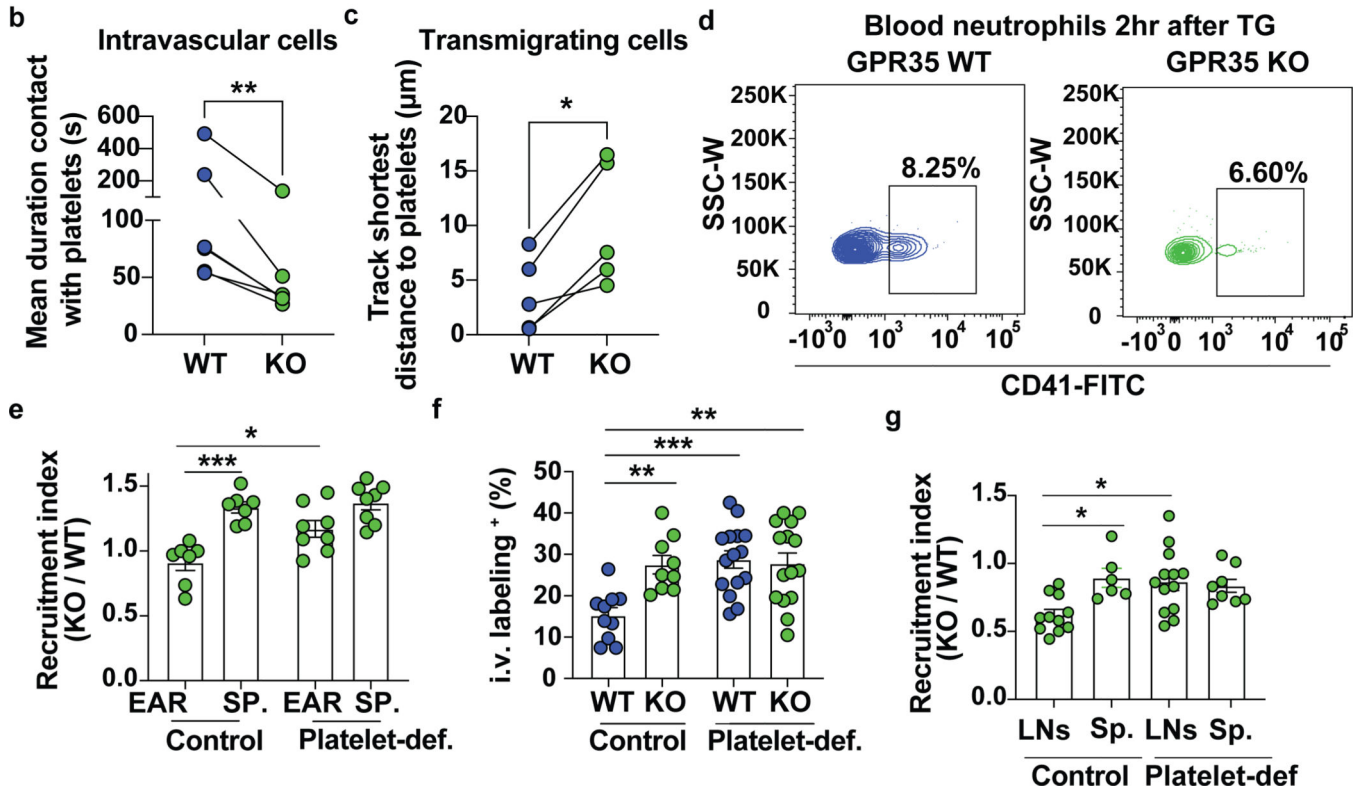 b
Intravascular cells
**
Mean duration contact
with platelets (s)
600
400
200
100
50
0
WT KO
c
Transmigrating cells
*
Track shortest
distance to platelets (µm)
20
15
10
5
0
WT KO
d
Blood neutrophils 2hr after TG
GPR35 WT
GPR35 KO
SSC-W
250K
200K
150K
100K
50K
0
8.25%
-10³ 0 10³ 10⁴ 10⁵
SSC-W
250K
200K
150K
100K
50K
0
6.60%
-10³ 0 10³ 10⁴ 10⁵
CD41-FITC
e
*
***
Recruitment index
(KO / WT)
1.5
1.0
1.0
0.0
EAR SP. EAR SP.
Control Platelet-def.
f
**
***
**
i.v. labeling ⁺ (%)
50
40
30
20
10
0
WT KO WT KO
Control Platelet-def.
g
*
*
Recruitment index
(KO / WT)
1.5
1.0
0.5
0.0
LNs Sp. LNs Sp.
Control Platelet-def